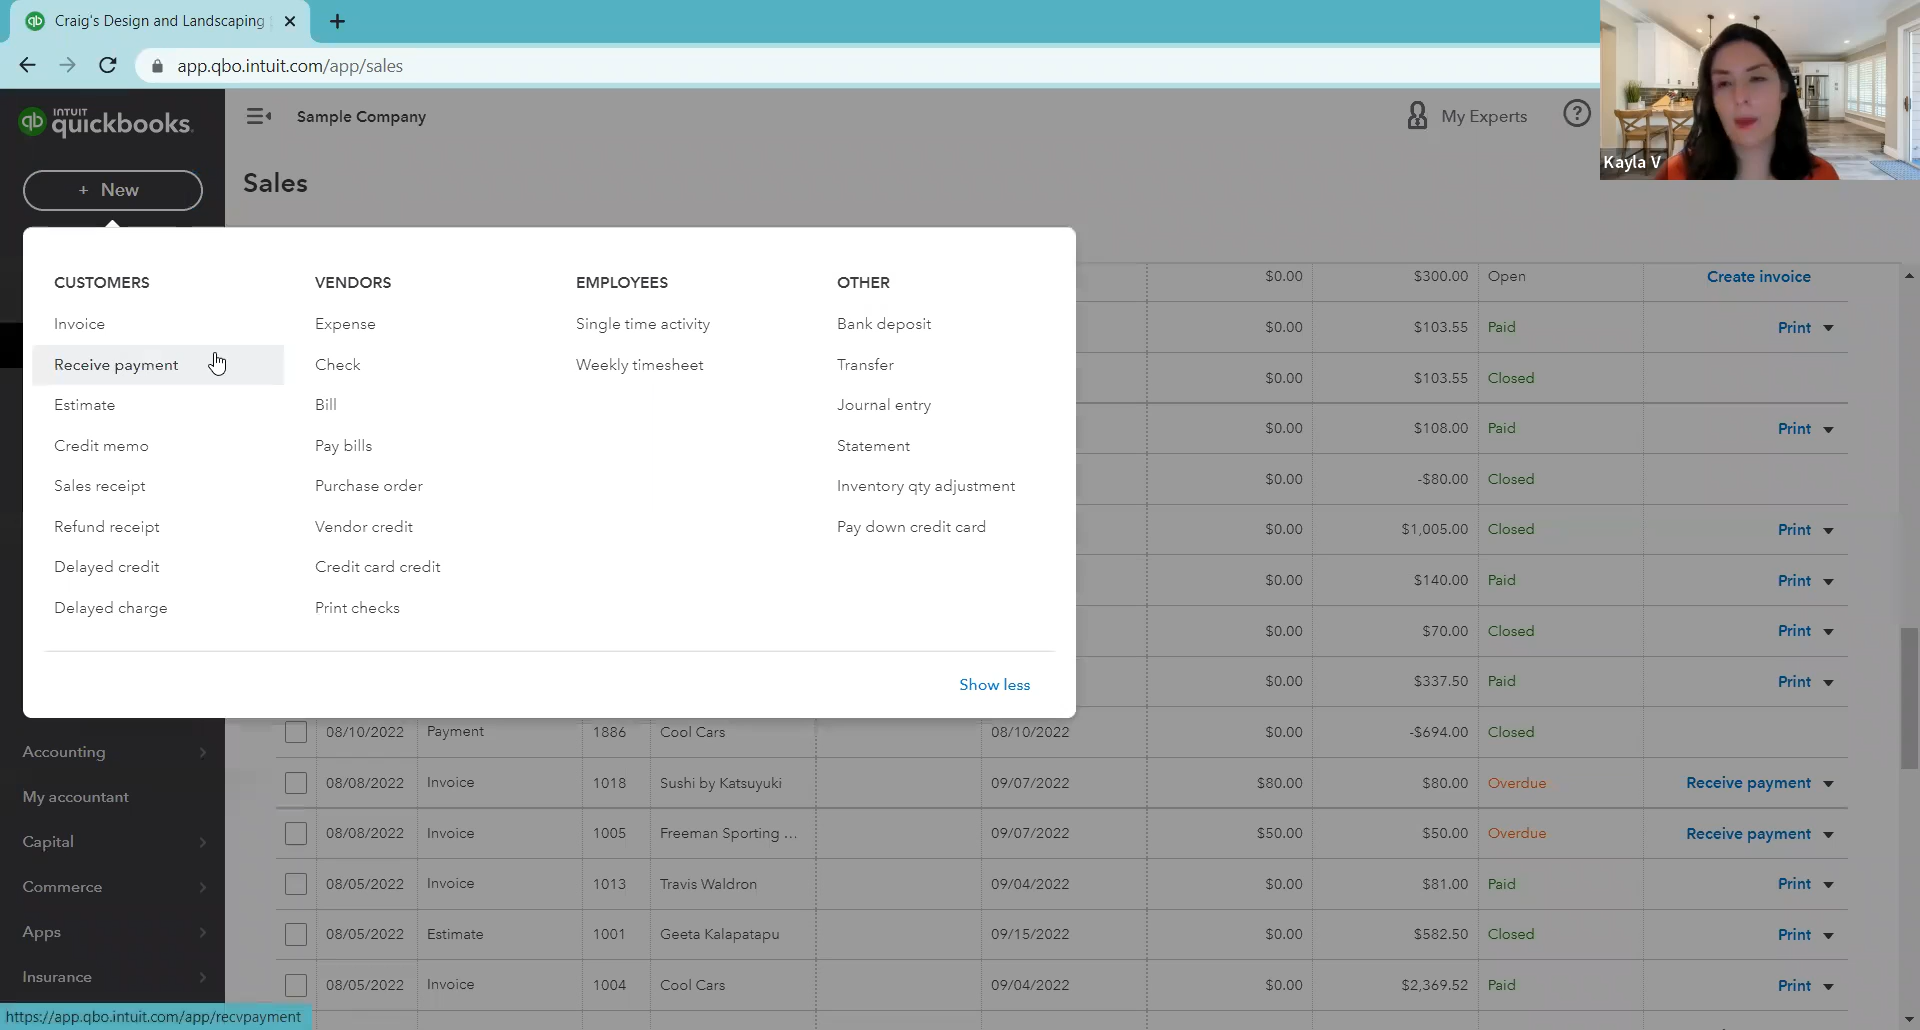 Craig's Design and Landscaping
app.qbo.intuit.com/app/sales
INTUIT
quickbooks.
qb
Sample Company
My Experts
?
Kayla V
+ New
Sales
CUSTOMERS
Invoice
Receive payment
Estimate
Credit memo
Sales receipt
Refund receipt
Delayed credit
Delayed charge
VENDORS
Expense
Check
Bill
Pay bills
Purchase order
Vendor credit
Credit card credit
Print checks
EMPLOYEES
Single time activity
Weekly timesheet
OTHER
Bank deposit
Transfer
Journal entry
Statement
Inventory qty adjustment
Pay down credit card
Show less
$0.00 $300.00 Open Create invoice
$0.00 $103.55 Paid Print
$0.00 $103.55 Closed
$0.00 $108.00 Paid Print
$0.00 -$80.00 Closed
$0.00 $1,005.00 Closed Print
$0.00 $140.00 Paid Print
$0.00 $70.00 Closed Print
$0.00 $337.50 Paid Print
08/10/2022 Payment 1886 Cool Cars 08/10/2022 $0.00 -$694.00 Closed
08/08/2022 Invoice 1018 Sushi by Katsuyuki 09/07/2022 $80.00 $80.00 Overdue Receive payment
08/08/2022 Invoice 1005 Freeman Sporting ... 09/07/2022 $50.00 $50.00 Overdue Receive payment
08/05/2022 Invoice 1013 Travis Waldron 09/04/2022 $0.00 $81.00 Paid Print
08/05/2022 Estimate 1001 Geeta Kalapatapu 09/15/2022 $0.00 $582.50 Closed Print
08/05/2022 Invoice 1004 Cool Cars 09/04/2022 $0.00 $2,369.52 Paid Print
Accounting
My accountant
Capital
Commerce
Apps
Insurance
https://app.qbo.intuit.com/app/recvpayment